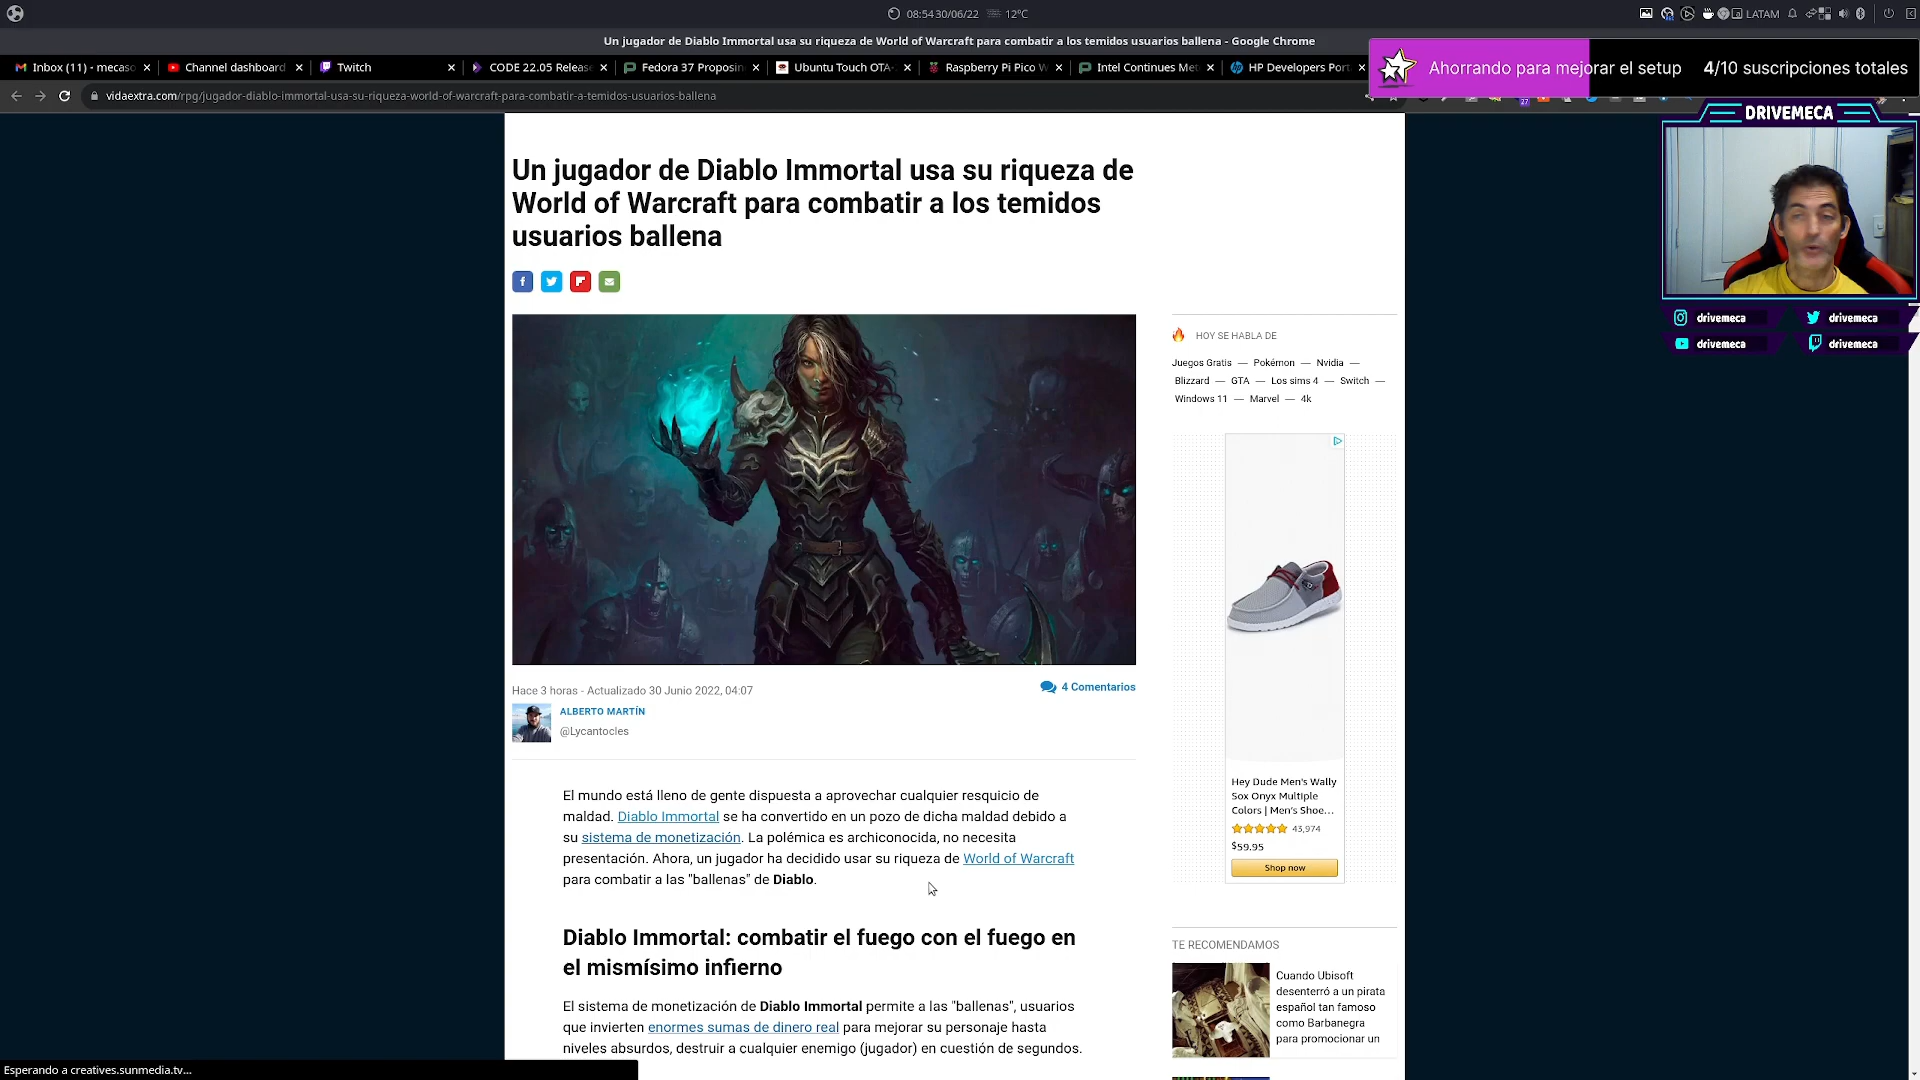 08:54 30/06/22 12°C
LATAM
Un jugador de Diablo Immortal usa su riqueza de World of Warcraft para combatir a los temidos usuarios ballena - Google Chrome
Inbox (11) - mecaso
Channel dashboard
Twitch
CODE 22.05 Releas
Fedora 37 Proposin
Ubuntu Touch OTA-
Raspberry Pi Pico W
Intel Continues Met
HP Developers Port
Ahorrando para mejorar el setup 4/10 suscripciones totales
vidaextra.com/rpg/jugador-diablo-immortal-usa-su-riqueza-world-of-warcraft-para-combatir-a-temidos-usuarios-ballena
27
DRIVEMECA
drivemeca
drivemeca
drivemeca
drivemeca
Un jugador de Diablo Immortal usa su riqueza de
World of Warcraft para combatir a los temidos
usuarios ballena
HOY SE HABLA DE
Juegos Gratis — Pokémon — Nvidia —
Blizzard — GTA — Los sims 4 — Switch —
Windows 11 — Marvel — 4k
Hace 3 horas - Actualizado 30 Junio 2022, 04:07
4 Comentarios
ALBERTO MARTÍN
@Lycantocles
El mundo está lleno de gente dispuesta a aprovechar cualquier resquicio de
maldad. Diablo Immortal se ha convertido en un pozo de dicha maldad debido a
su sistema de monetización. La polémica es archiconocida, no necesita
presentación. Ahora, un jugador ha decidido usar su riqueza de World of Warcraft
para combatir a las "ballenas" de Diablo.
Diablo Immortal: combatir el fuego con el fuego en
el mismísimo infierno
El sistema de monetización de Diablo Immortal permite a las "ballenas", usuarios
que invierten enormes sumas de dinero real para mejorar su personaje hasta
niveles absurdos, destruir a cualquier enemigo (jugador) en cuestión de segundos.
Hey Dude Men's Wally
Sox Onyx Multiple
Colors | Men's Shoe...
43,974
$59.95
Shop now
TE RECOMENDAMOS
Cuando Ubisoft
desenterró a un pirata
español tan famoso
como Barbanegra
para promocionar un
Esperando a creatives.sunmedia.tv...